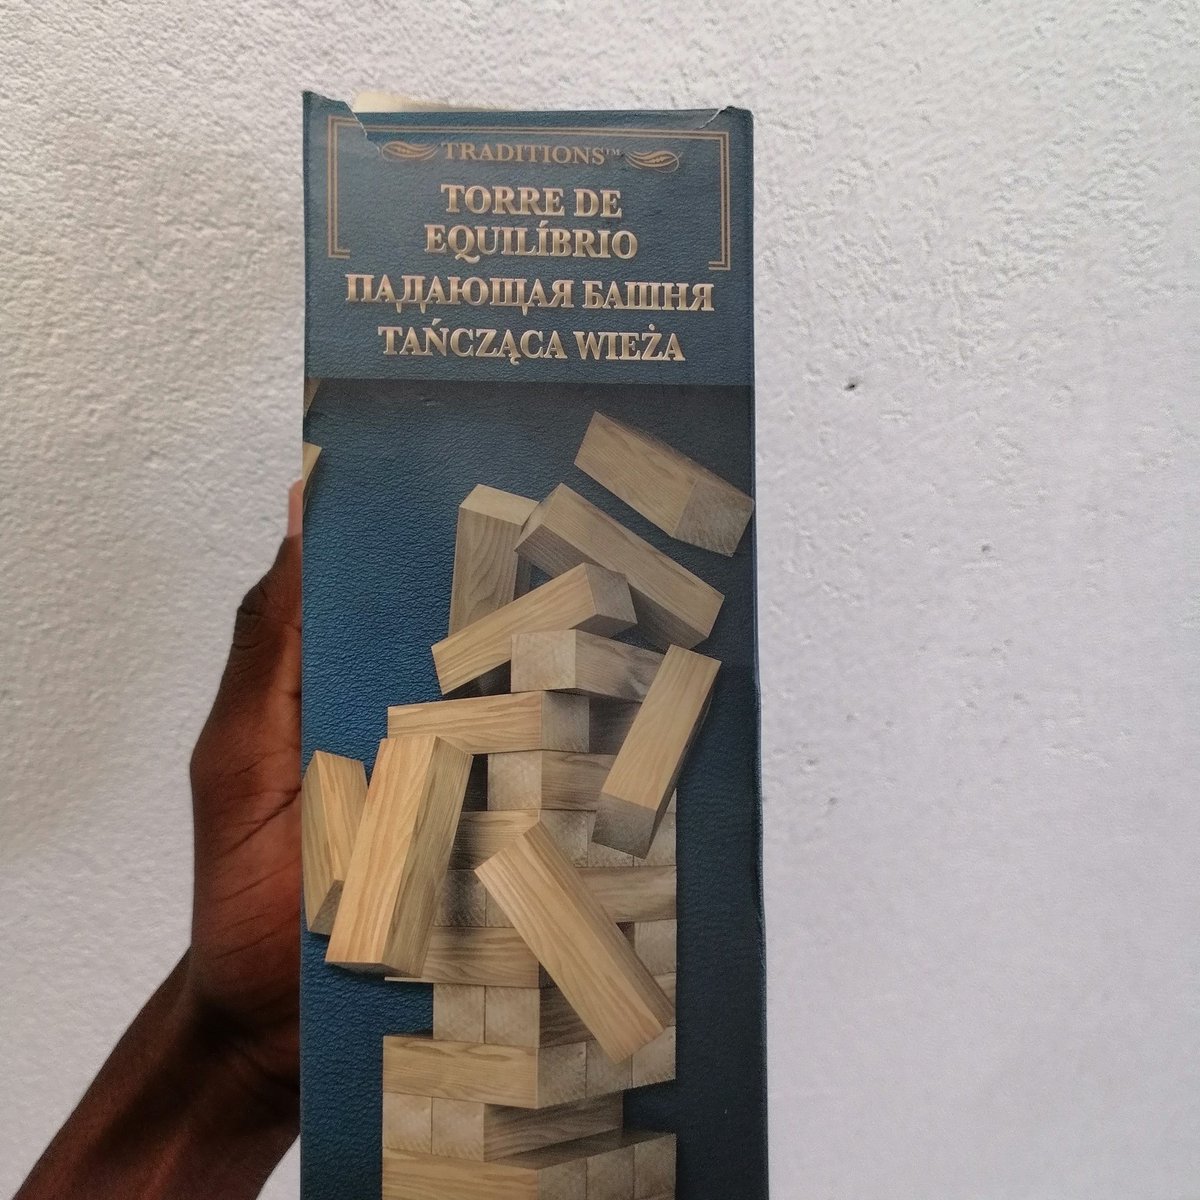 TRADITIONS™
TORRE DE
EQUILÍBRIO
ПАДАЮЩАЯ БАШНЯ
TAŃCZĄCA WIEŻA